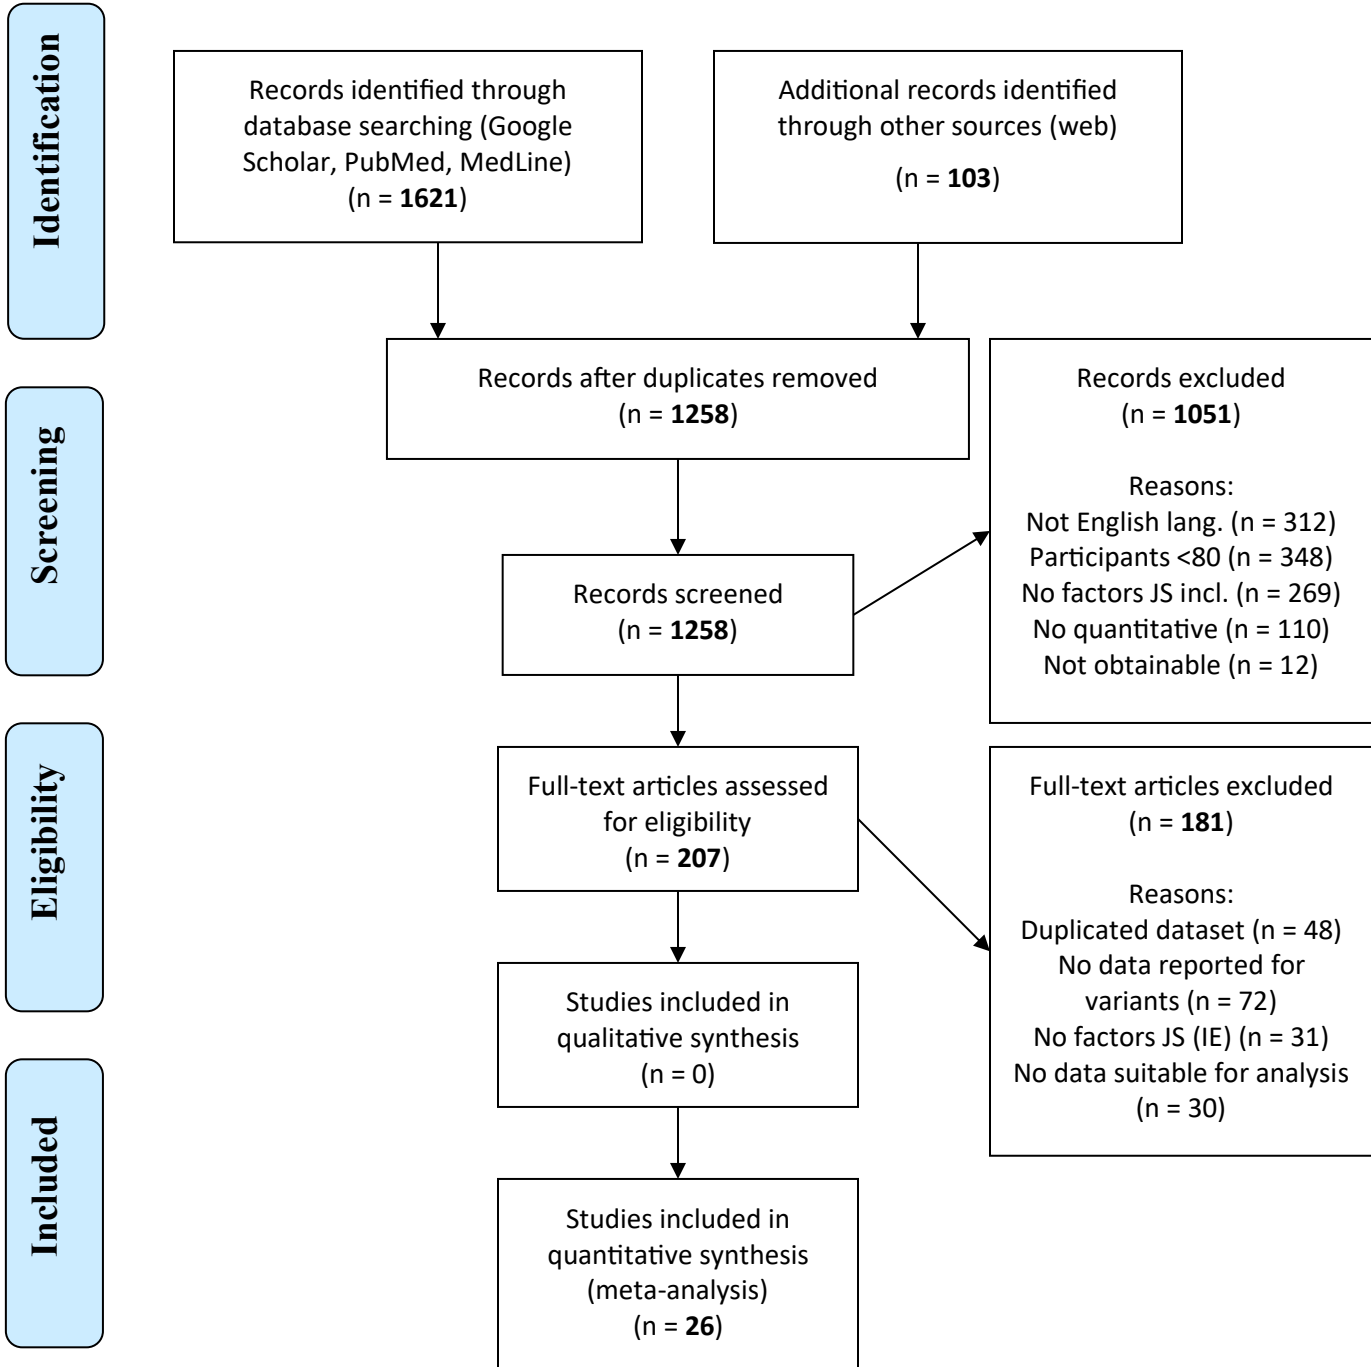 Identification
Records identified through
database searching (Google
Scholar, PubMed, MedLine)
(n = 1621)
Additional records identified
through other sources (web)
(n = 103)
Screening
Records after duplicates removed
(n = 1258)
Records screened
(n = 1258)
Records excluded
(n = 1051)
Reasons:
Not English lang. (n = 312)
Participants <80 (n = 348)
No factors JS incl. (n = 269)
No quantitative (n = 110)
Not obtainable (n = 12)
Eligibility
Full-text articles assessed
for eligibility
(n = 207)
Full-text articles excluded
(n = 181)
Reasons:
Duplicated dataset (n = 48)
No data reported for
variants (n = 72)
No factors JS (IE) (n = 31)
No data suitable for analysis
(n = 30)
Studies included in
qualitative synthesis
(n = 0)
Included
Studies included in
quantitative synthesis
(meta-analysis)
(n = 26)